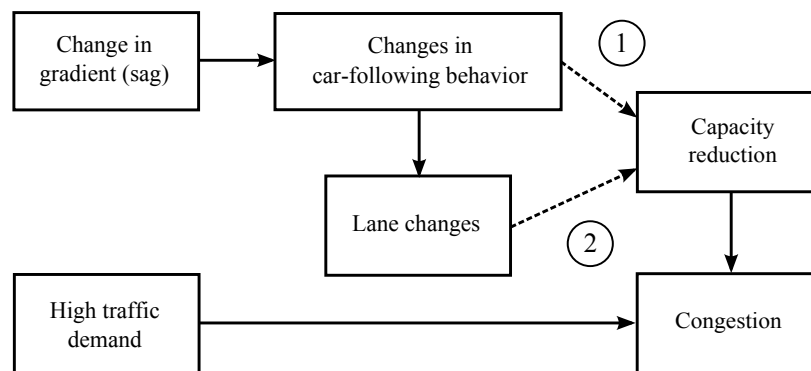 Change in
gradient (sag)
Changes in
car-following behavior
1
Capacity
reduction
Lane changes
2
High traffic
demand
Congestion